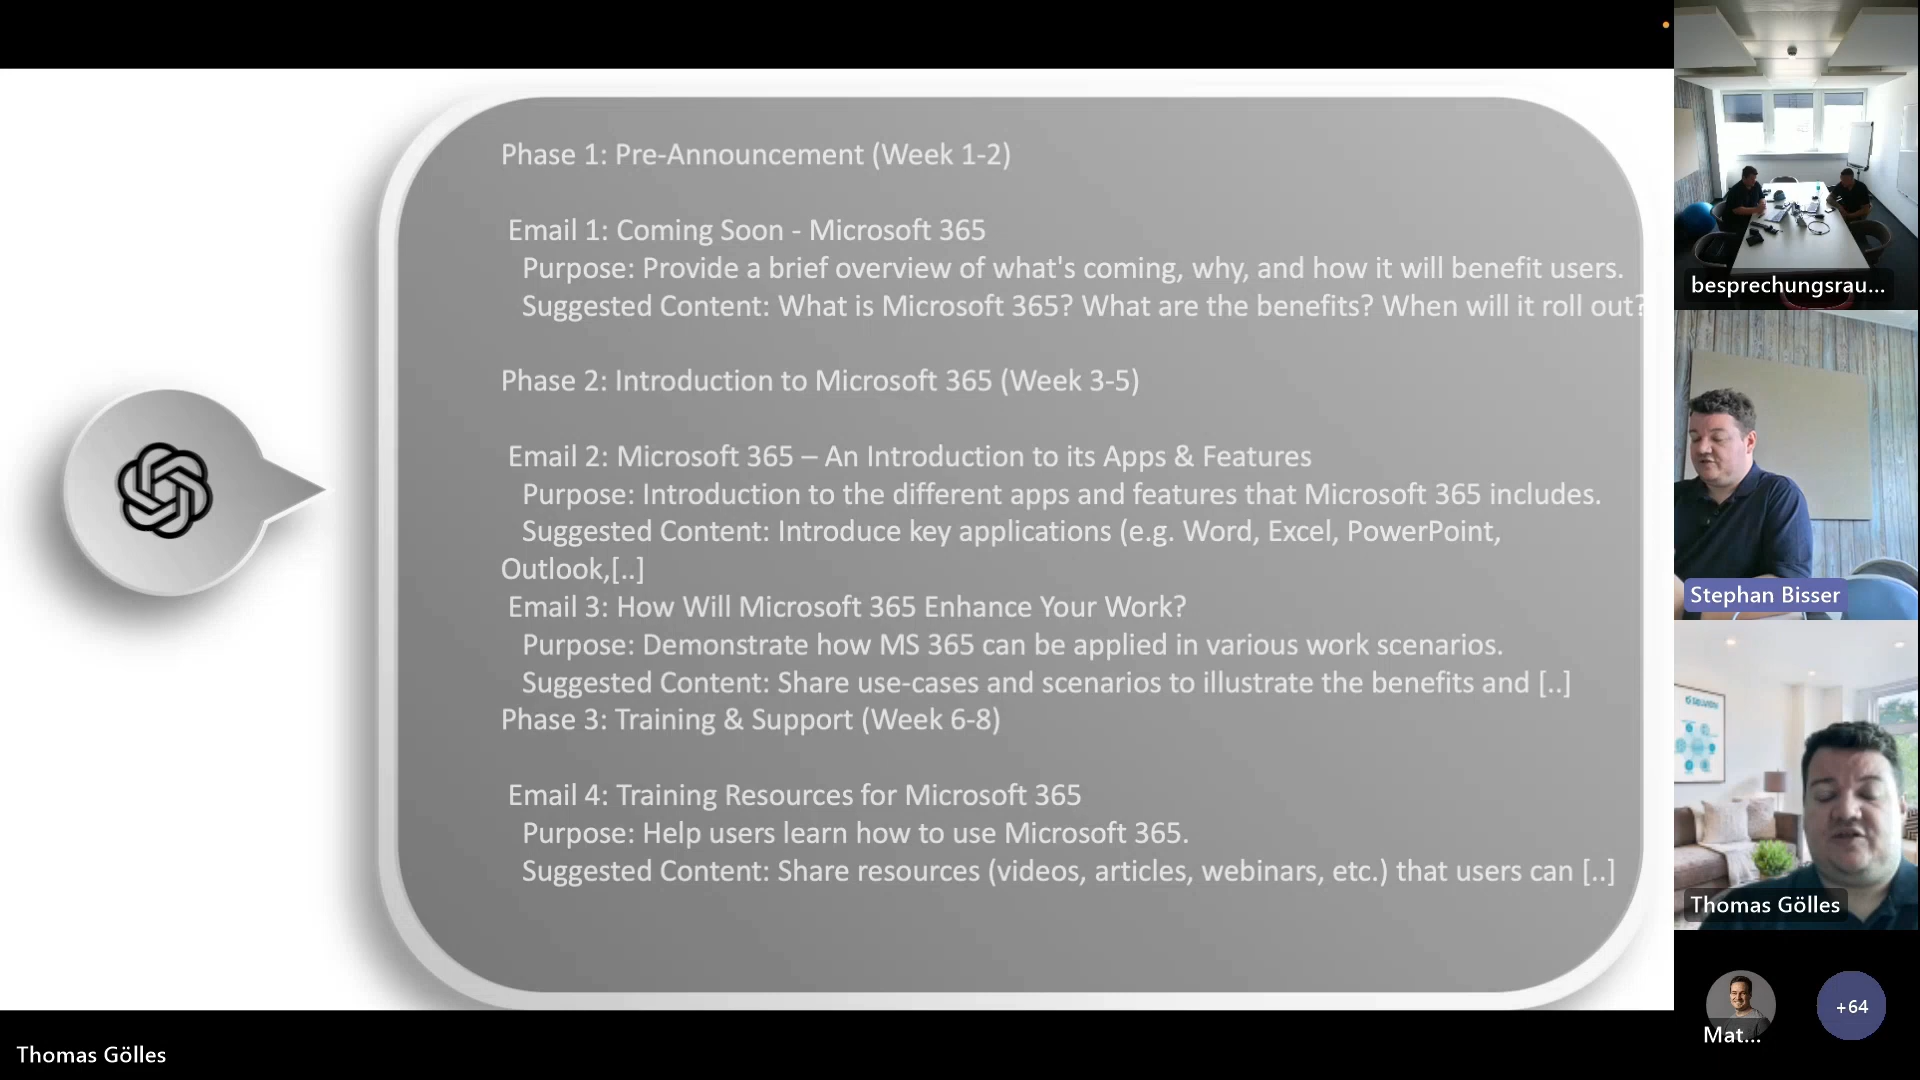 Phase 1: Pre-Announcement (Week 1-2)
Email 1: Coming Soon - Microsoft 365
Purpose: Provide a brief overview of what's coming, why, and how it will benefit users.
Suggested Content: What is Microsoft 365? What are the benefits? When will it roll out?
Phase 2: Introduction to Microsoft 365 (Week 3-5)
Email 2: Microsoft 365 – An Introduction to its Apps & Features
Purpose: Introduction to the different apps and features that Microsoft 365 includes.
Suggested Content: Introduce key applications (e.g. Word, Excel, PowerPoint,
Outlook,[..]
Email 3: How Will Microsoft 365 Enhance Your Work?
Purpose: Demonstrate how MS 365 can be applied in various work scenarios.
Suggested Content: Share use-cases and scenarios to illustrate the benefits and [..]
Phase 3: Training & Support (Week 6-8)
Email 4: Training Resources for Microsoft 365
Purpose: Help users learn how to use Microsoft 365.
Suggested Content: Share resources (videos, articles, webinars, etc.) that users can [..]
besprechungsrau...
Stephan Bisser
Thomas Gölles
Mat...
+64
Thomas Gölles